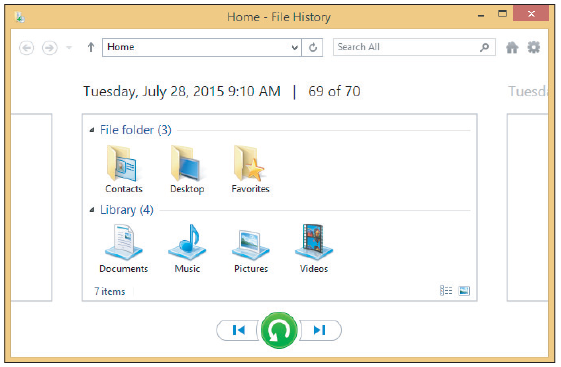 Home - File History
Home
Search All
Tuesday, July 28, 2015 9:10 AM | 69 of 70
Tuesd
File folder (3)
Contacts Desktop Favorites
Library (4)
Documents Music Pictures Videos
7 items